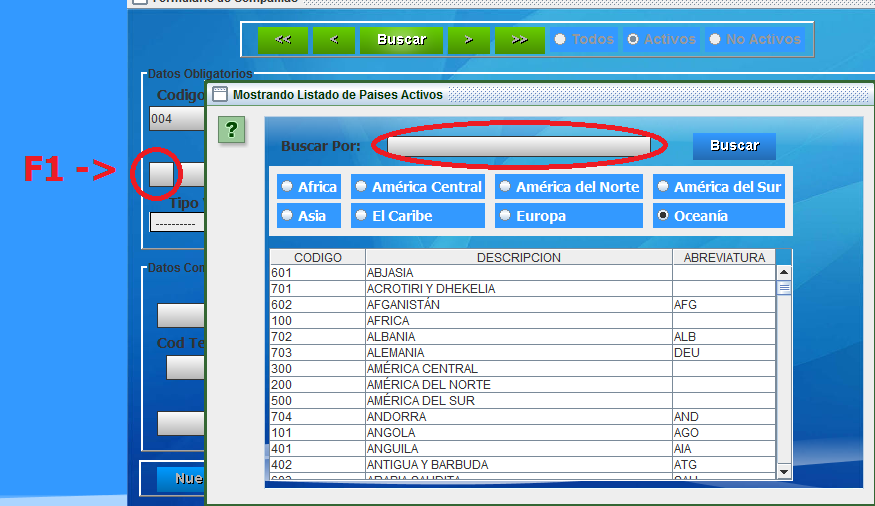 Formulario de Compañias
<< < Buscar > >> Todos Activos No Activos
Datos Obligatorios
Codigo
004
F1 ->
Tipo
----------
Datos Com
Cod Te
Nue
Mostrando Listado de Paises Activos
?
Buscar Por: Buscar
Africa América Central América del Norte América del Sur
Asia El Caribe Europa Oceanía
CODIGO DESCRIPCION ABREVIATURA
601 ABJASIA
701 ACROTIRI Y DHEKELIA
602 AFGANISTÁN AFG
100 AFRICA
702 ALBANIA ALB
703 ALEMANIA DEU
300 AMÉRICA CENTRAL
200 AMÉRICA DEL NORTE
500 AMÉRICA DEL SUR
704 ANDORRA AND
101 ANGOLA AGO
401 ANGUILA AIA
402 ANTIGUA Y BARBUDA ATG
603 ARABIA SAUDITA SAU